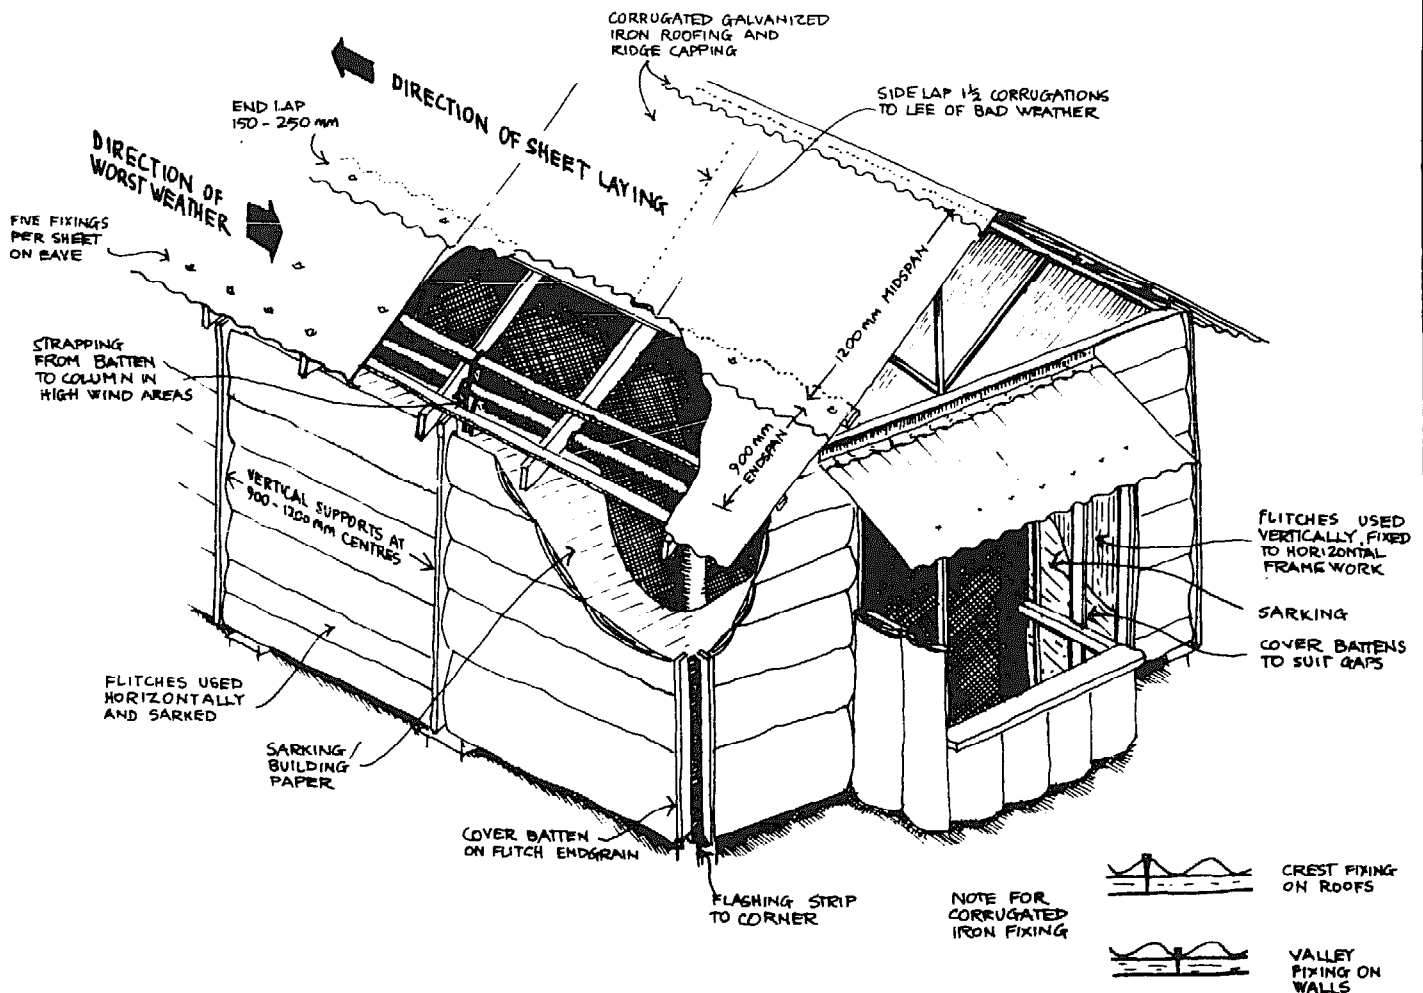 CORRUGATED GALVANIZED
IRON ROOFING AND
RIDGE CAPPING
SIDE LAP 1½ CORRUGATIONS
TO LEE OF BAD WEATHER
DIRECTION OF SHEET LAYING
END LAP
150 - 250 mm
DIRECTION OF
WORST WEATHER
FIVE FIXINGS
PER SHEET
ON EAVE
STRAPPING
FROM BATTEN
TO COLUMN IN
HIGH WIND AREAS
1200 MM MIDSPAN
900 MM
ENDSPAN
VERTICAL SUPPORTS AT
900 - 1200 MM CENTRES
FLITCHES USED
VERTICALLY, FIXED
TO HORIZONTAL
FRAMEWORK
SARKING
COVER BATTENS
TO SUIT GAPS
FLITCHES USED
HORIZONTALLY
AND SARKED
SARKING /
BUILDING
PAPER
COVER BATTEN
ON FLITCH ENDGRAIN
FLASHING STRIP
TO CORNER
NOTE FOR
CORRUGATED
IRON FIXING
CREST FIXING
ON ROOFS
VALLEY
FIXING ON
WALLS